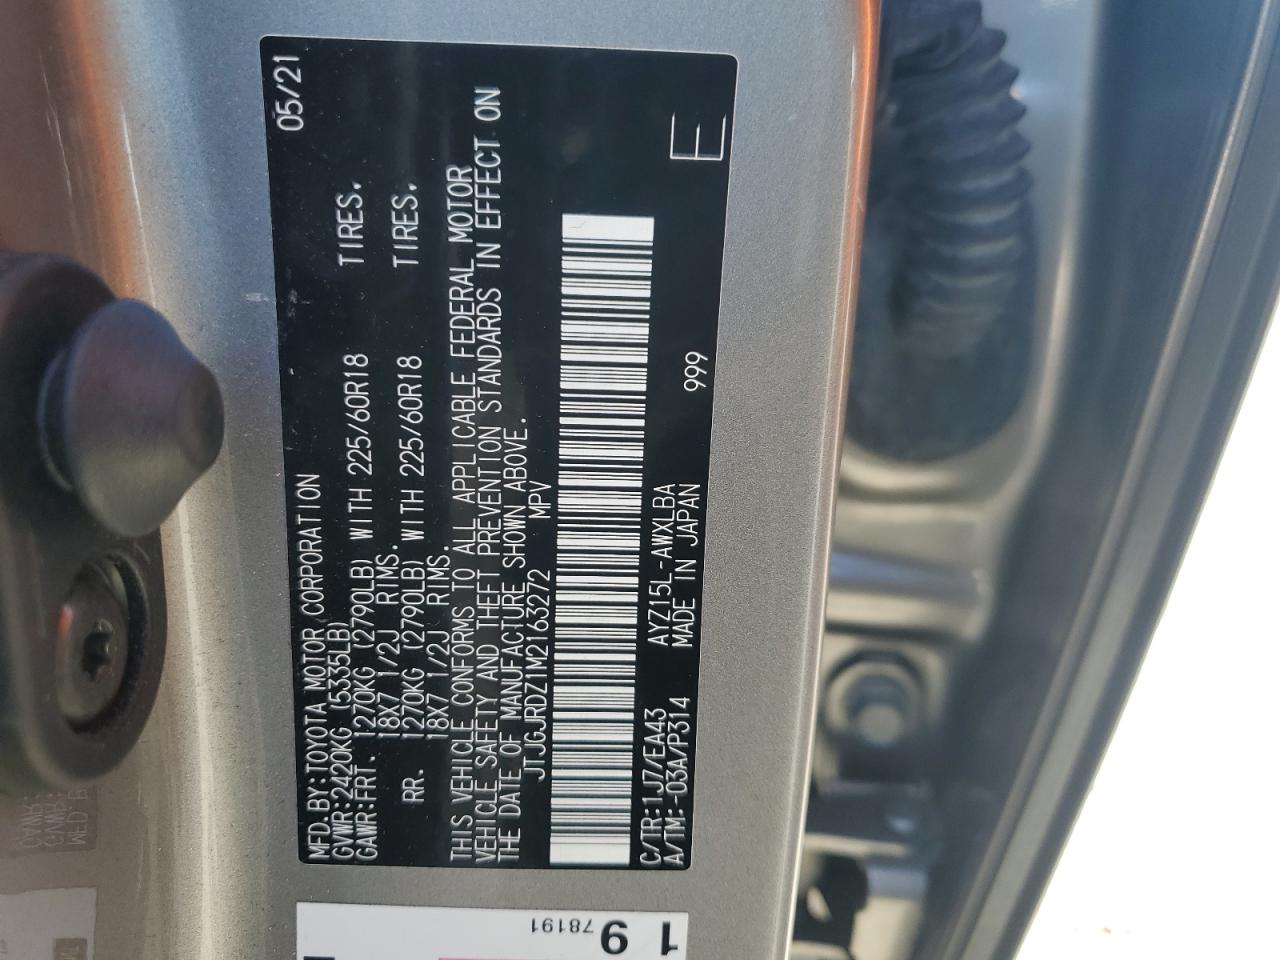 MFD.BY:TOYOTA MOTOR CORPORATION 05/21
GVWR:2420KG (5335LB)
GAWR:FRT. 1270KG (2790LB) WITH 225/60R18 TIRES.
18X7 1/2J RIMS.
RR. 1270KG (2790LB) WITH 225/60R18 TIRES.
18X7 1/2J RIMS.
THIS VEHICLE CONFORMS TO ALL APPLICABLE FEDERAL MOTOR
VEHICLE SAFETY AND THEFT PREVENTION STANDARDS IN EFFECT ON
THE DATE OF MANUFACTURE SHOWN ABOVE.
JTJGJRDZ1M2163272 MPV
C/TR:1J7/EA43 AYZ15L-AWXLBA 999 E
A/TM:-03A/P314 MADE IN JAPAN
1 9
78191